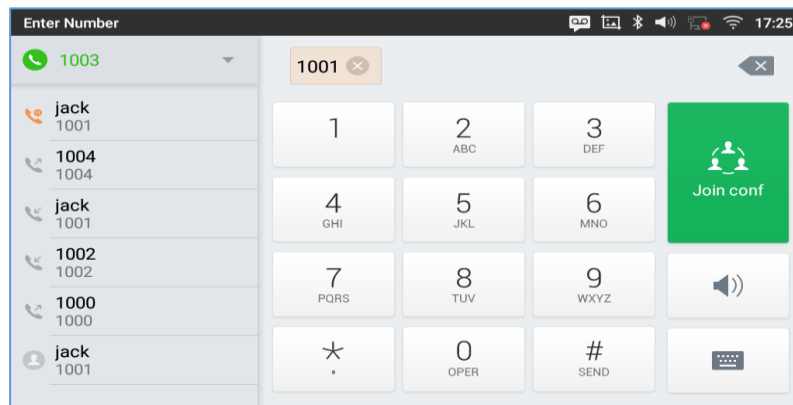 Enter Number
17:25
1003
jack
1001
1004
1004
jack
1001
1002
1002
1000
1000
jack
1001
1001
1
2
ABC
3
DEF
4
GHI
5
JKL
6
MNO
7
PQRS
8
TUV
9
WXYZ
*
.
0
OPER
#
SEND
Join conf